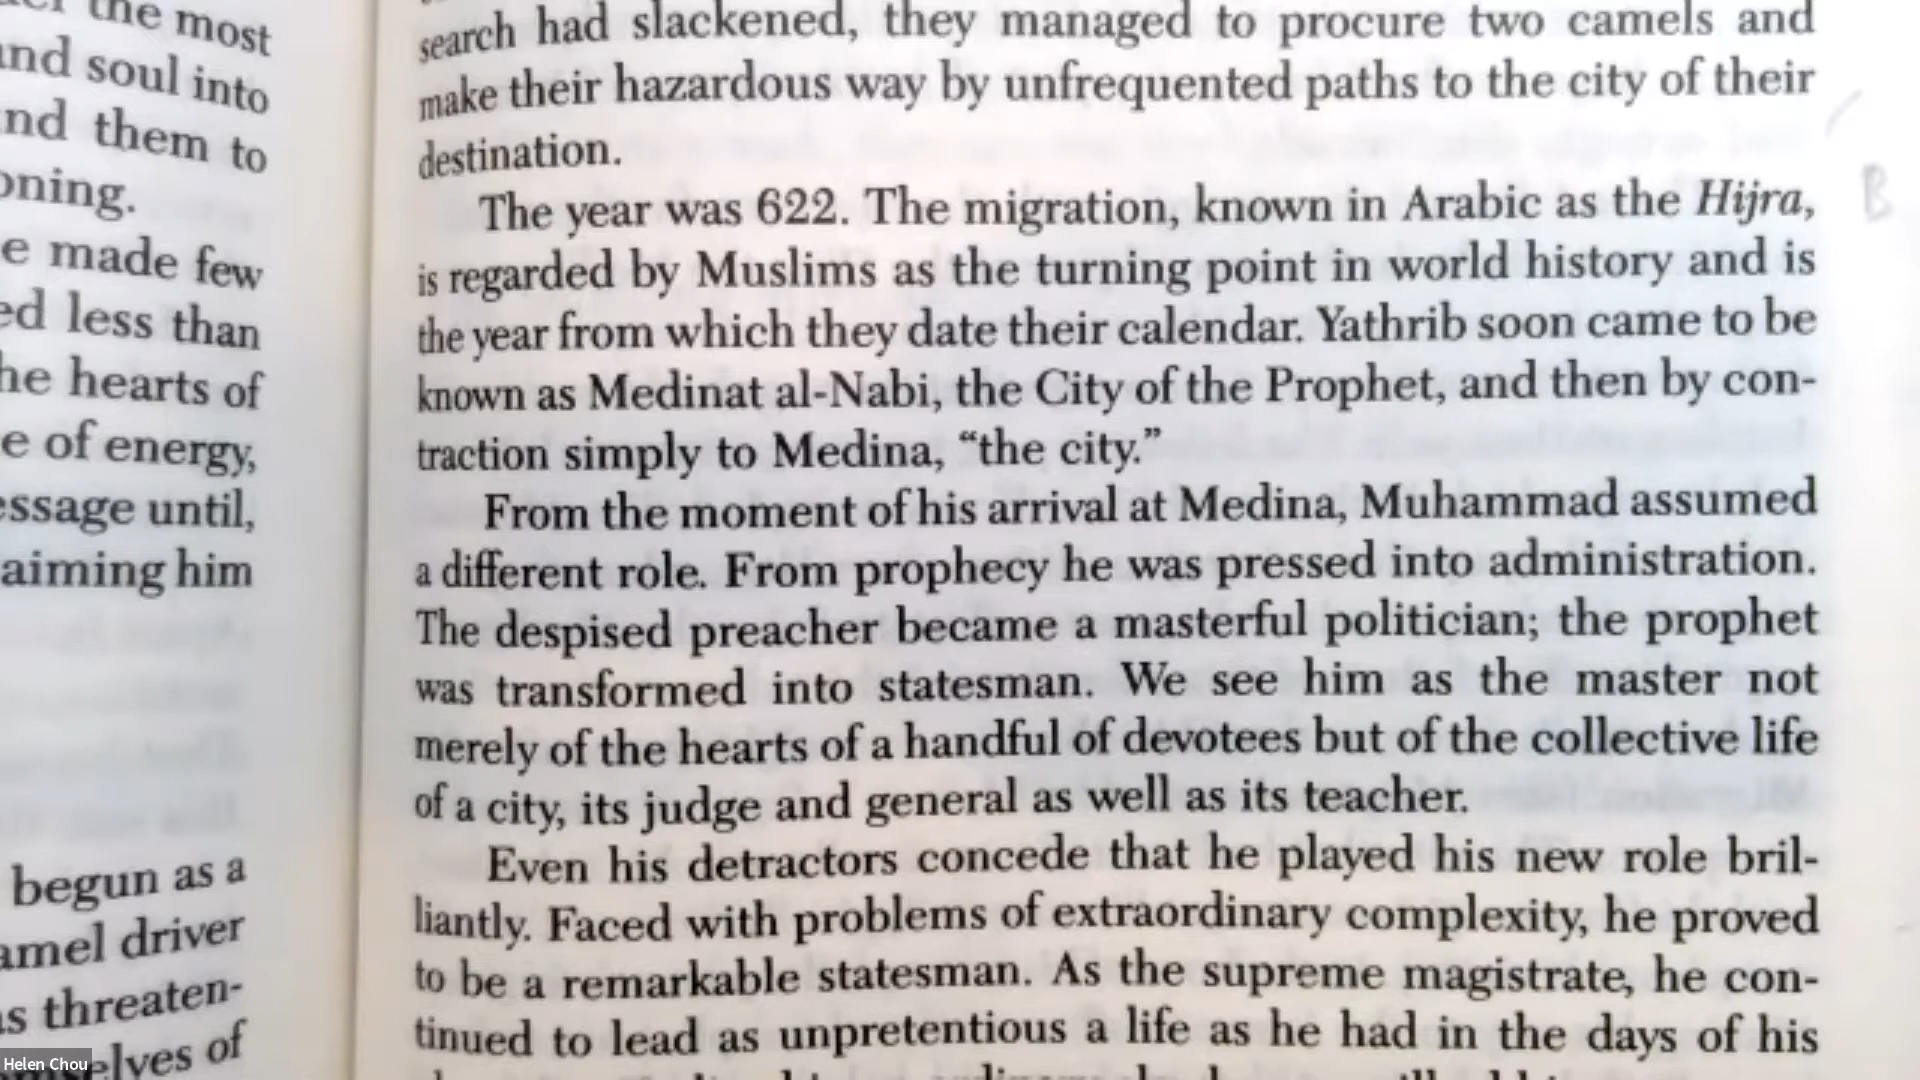 the most
and soul into
nd them to
oning.
e made few
ed less than
he hearts of
e of energy,
essage until,
aiming him
begun as a
amel driver
s threaten-
elves of
search had slackened, they managed to procure two camels and
make their hazardous way by unfrequented paths to the city of their
destination.
The year was 622. The migration, known in Arabic as the Hijra,
is regarded by Muslims as the turning point in world history and is
the year from which they date their calendar. Yathrib soon came to be
known as Medinat al-Nabi, the City of the Prophet, and then by con-
traction simply to Medina, “the city.”
From the moment of his arrival at Medina, Muhammad assumed
a different role. From prophecy he was pressed into administration.
The despised preacher became a masterful politician; the prophet
was transformed into statesman. We see him as the master not
merely of the hearts of a handful of devotees but of the collective life
of a city, its judge and general as well as its teacher.
Even his detractors concede that he played his new role bril-
liantly. Faced with problems of extraordinary complexity, he proved
to be a remarkable statesman. As the supreme magistrate, he con-
tinued to lead as unpretentious a life as he had in the days of his
B
Helen Chou